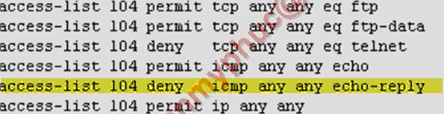 access-list 104 permit tcp any any eq ftp
access-list 104 permit tcp any any eq ftp-data
access-list 104 deny   tcp any any eq telnet
access-list 104 permit icmp any any echo
access-list 104 deny   icmp any any echo-reply
access-list 104 permit ip any any